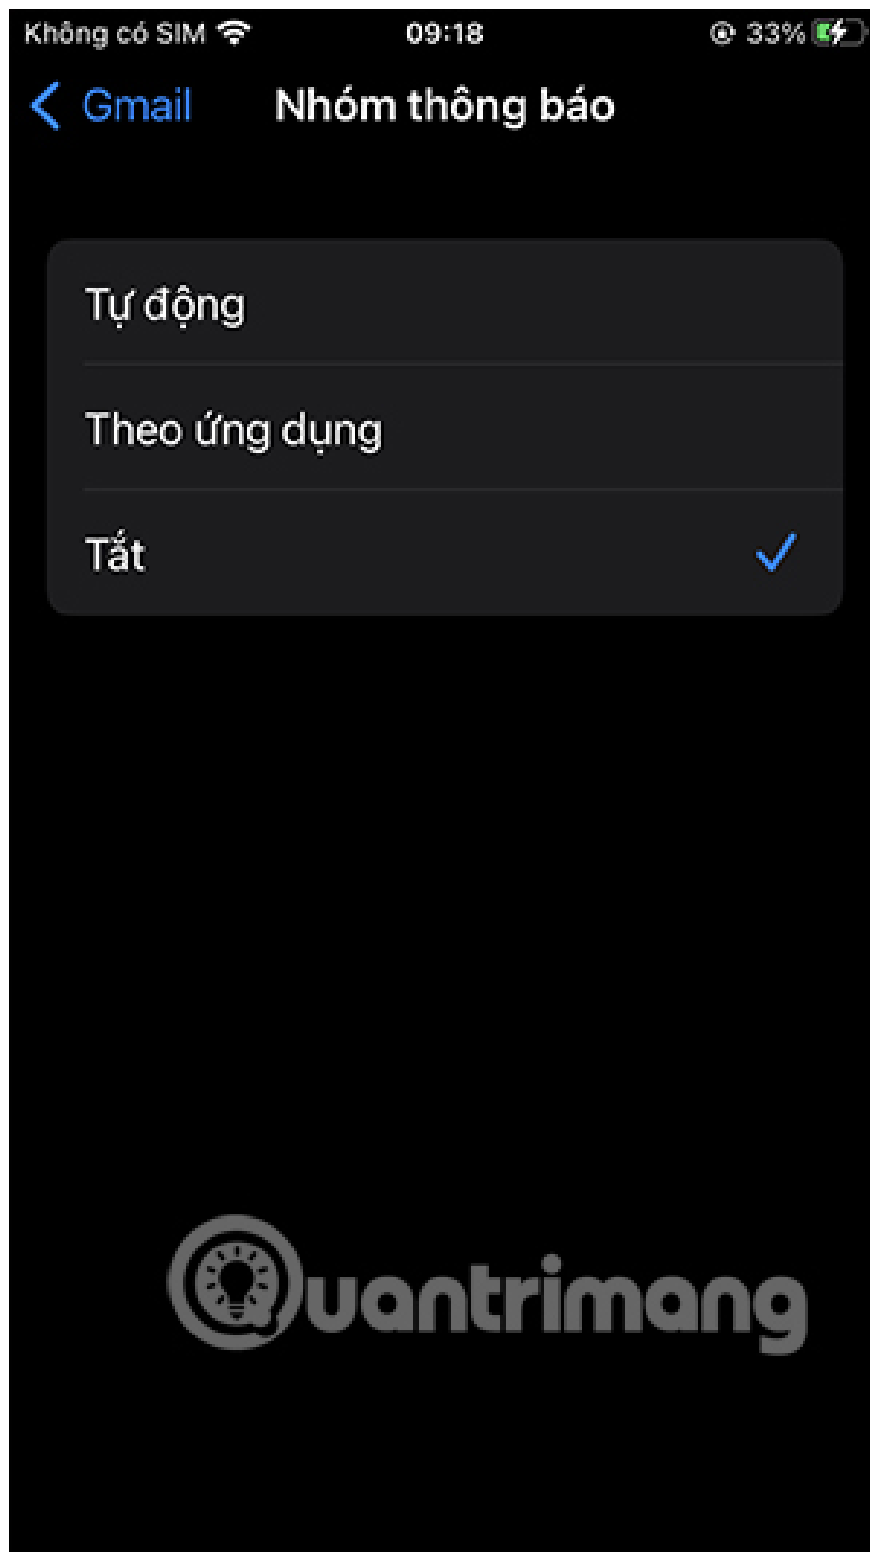 Không có SIM 09:18 33%
Gmail Nhóm thông báo
Tự động
Theo ứng dụng
Tắt
Quantrimang